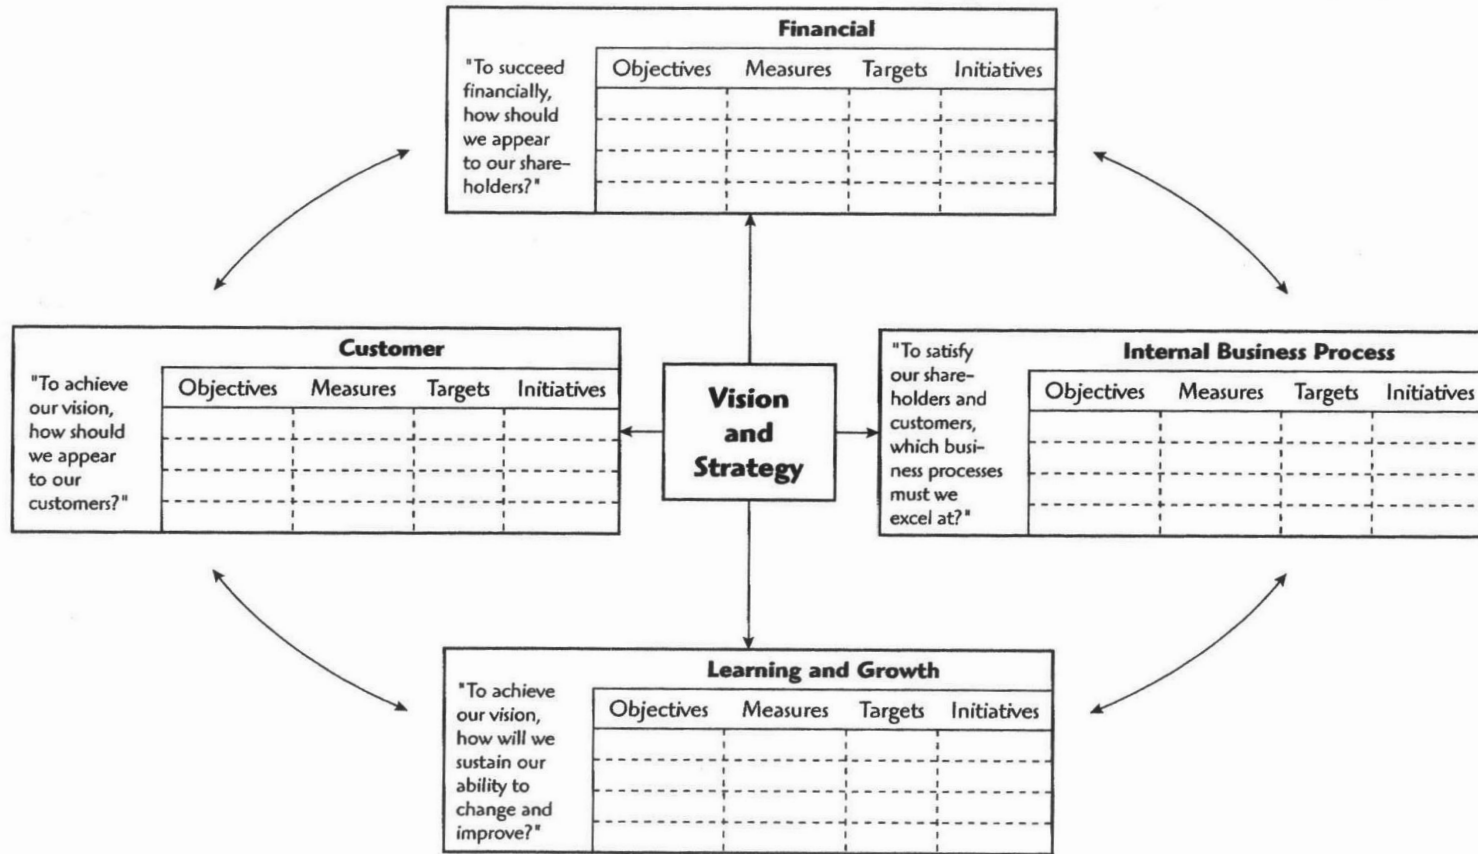 Financial
"To succeed
financially,
how should
we appear
to our share-
holders?"
Objectives Measures Targets Initiatives
Customer
"To achieve
our vision,
how should
we appear
to our
customers?"
Objectives Measures Targets Initiatives
Vision
and
Strategy
Internal Business Process
"To satisfy
our share-
holders and
customers,
which busi-
ness processes
must we
excel at?"
Objectives Measures Targets Initiatives
Learning and Growth
"To achieve
our vision,
how will we
sustain our
ability to
change and
improve?"
Objectives Measures Targets Initiatives